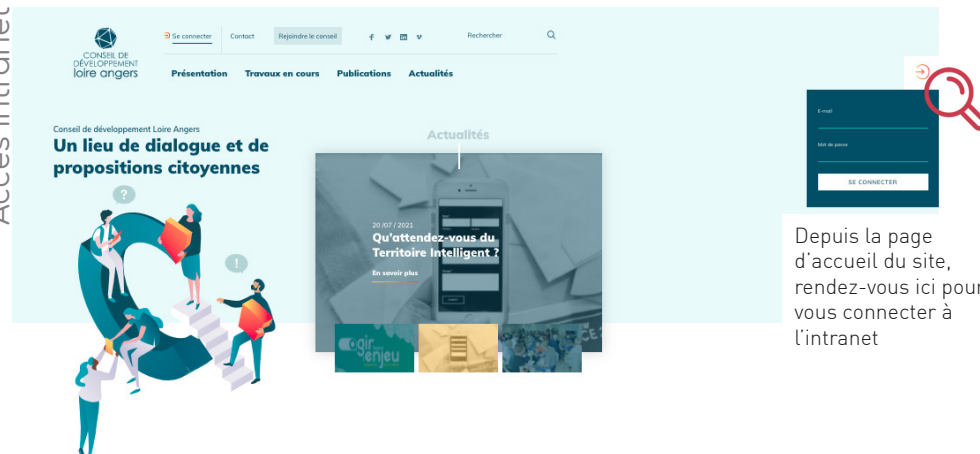 Accès intranet
CONSEIL DE
DÉVELOPPEMENT
loire angers
Se connecter
Contact
Rejoindre le conseil
Rechercher
Présentation
Travaux en cours
Publications
Actualités
Conseil de développement Loire Angers
Un lieu de dialogue et de
propositions citoyennes
?
!
Actualités
20 /07 / 2021
Qu'attendez-vous du
Territoire Intelligent ?
En savoir plus
agir
enjeu
E-mail
Mot de passe
SE CONNECTER
Depuis la page
d'accueil du site,
rendez-vous ici pour
vous connecter à
l'intranet